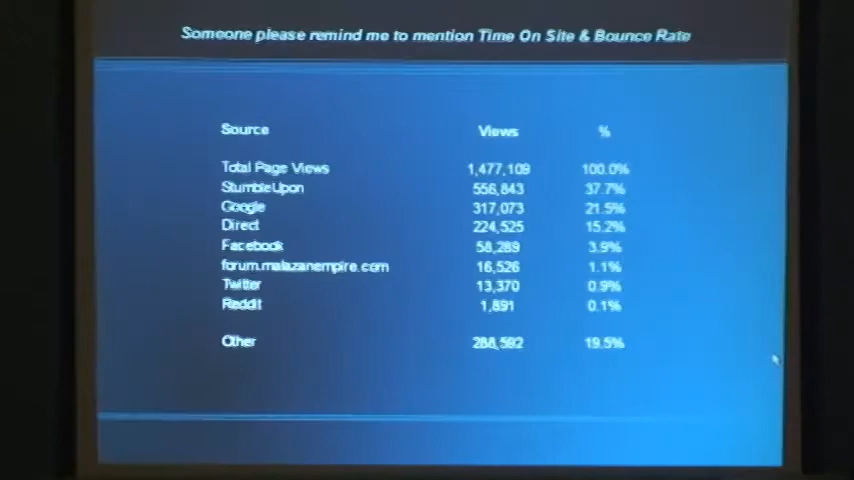 Someone please remind me to mention Time On Site & Bounce Rate
Source Views %
Total Page Views 1,477,109 100.0%
StumbleUpon 556,843 37.7%
Google 317,073 21.5%
Direct 224,525 15.2%
Facebook 58,289 3.9%
forum.malazanempire.com 16,526 1.1%
Twitter 13,370 0.9%
Reddit 1,891 0.1%
Other 288,592 19.5%